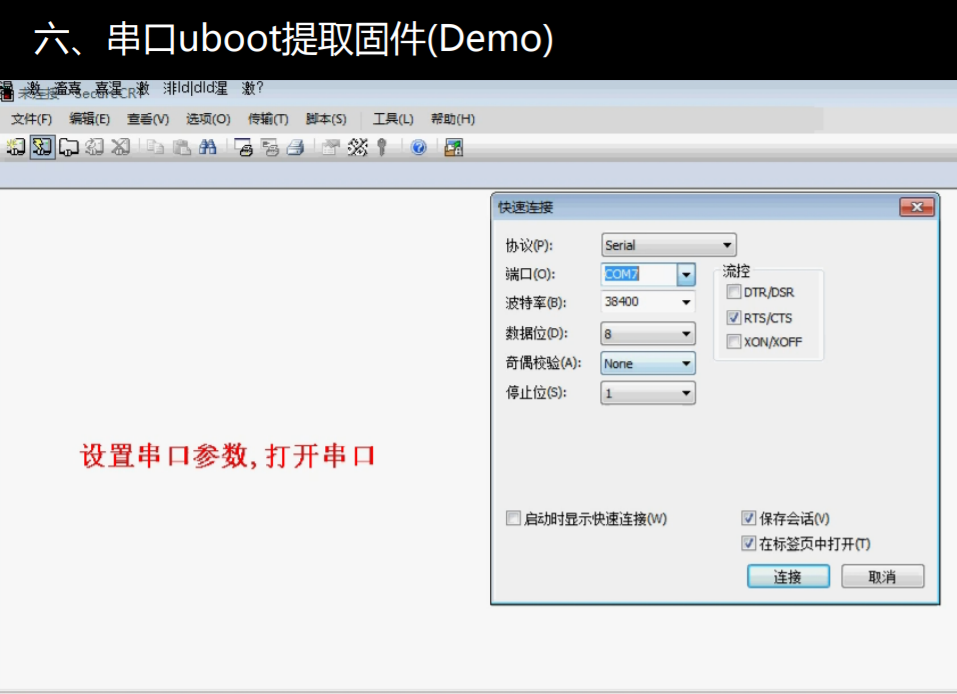 六、串口uboot提取固件(Demo)
未连接 - SecureCRT
文件(F) 编辑(E) 查看(V) 选项(O) 传输(T) 脚本(S) 工具(L) 帮助(H)
快速连接
协议(P): Serial
端口(O): COM7
流控
波特率(B): 38400
DTR/DSR
RTS/CTS
数据位(D): 8
XON/XOFF
奇偶校验(A): None
停止位(S): 1
设置串口参数,打开串口
启动时显示快速连接(W)
保存会话(V)
在标签页中打开(T)
连接 取消